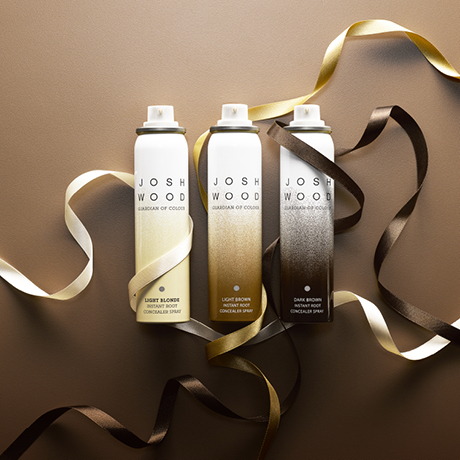 JOSH
WOOD
GUARDIAN OF COLOUR
LIGHT BLONDE
INSTANT ROOT
CONCEALER SPRAY
JOSH
WOOD
GUARDIAN OF COLOUR
LIGHT BROWN
INSTANT ROOT
CONCEALER SPRAY
JOSH
WOOD
GUARDIAN OF COLOUR
DARK BROWN
INSTANT ROOT
CONCEALER SPRAY